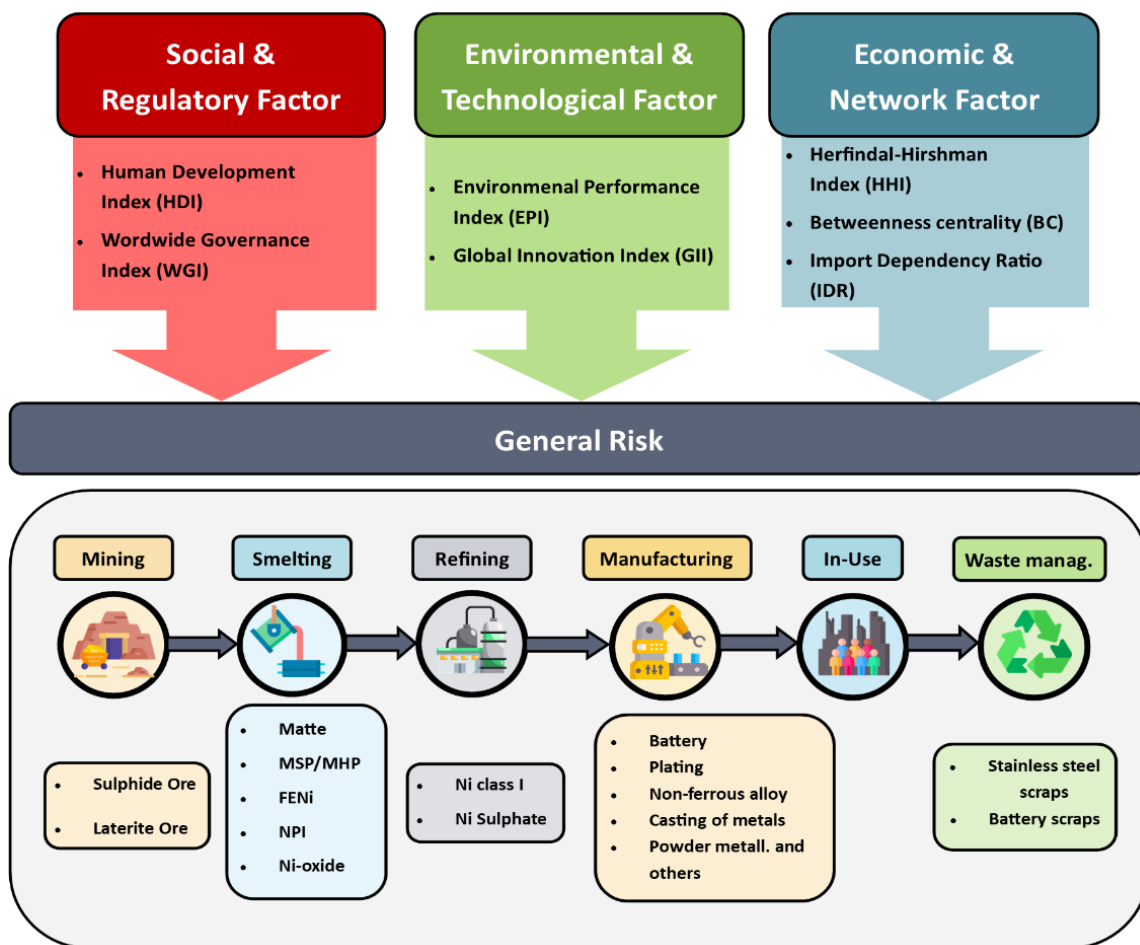 Social &
Regulatory Factor
Environmental &
Technological Factor
Economic &
Network Factor
• Human Development
Index (HDI)
• Wordwide Governance
Index (WGI)
• Environmenal Performance
Index (EPI)
• Global Innovation Index (GII)
• Herfindal-Hirshman
Index (HHI)
• Betweenness centrality (BC)
• Import Dependency Ratio
(IDR)
General Risk
Mining
Smelting
Refining
Manufacturing
In-Use
Waste manag.
• Sulphide Ore
• Laterite Ore
• Matte
• MSP/MHP
• FENi
• NPI
• Ni-oxide
• Ni class I
• Ni Sulphate
• Battery
• Plating
• Non-ferrous alloy
• Casting of metals
• Powder metall. and
others
• Stainless steel
scraps
• Battery scraps